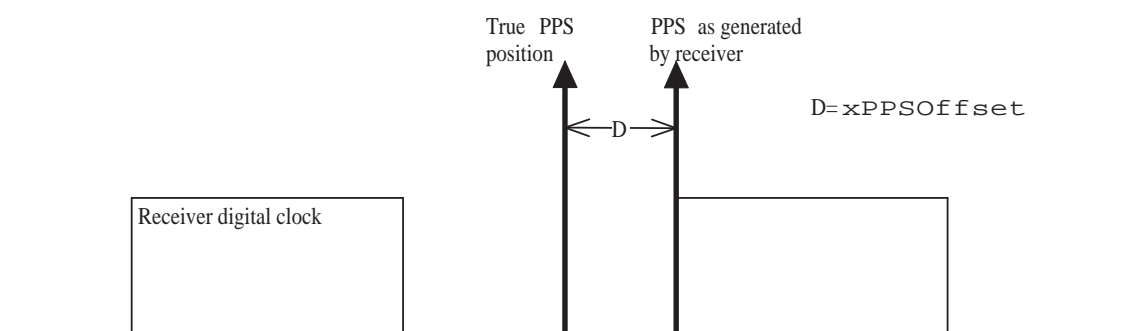 True PPS
position
PPS as generated
by receiver
D=xPPSOffset
D
Receiver digital clock